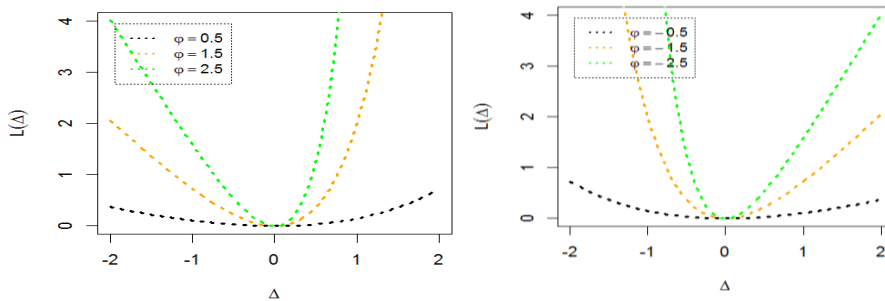 φ = 0.5
φ = 1.5
φ = 2.5
L(Δ)
4
3
2
1
0
-2 -1 0 1 2
Δ
φ = − 0.5
φ = − 1.5
φ = − 2.5
L(Δ)
4
3
2
1
0
-2 -1 0 1 2
Δ